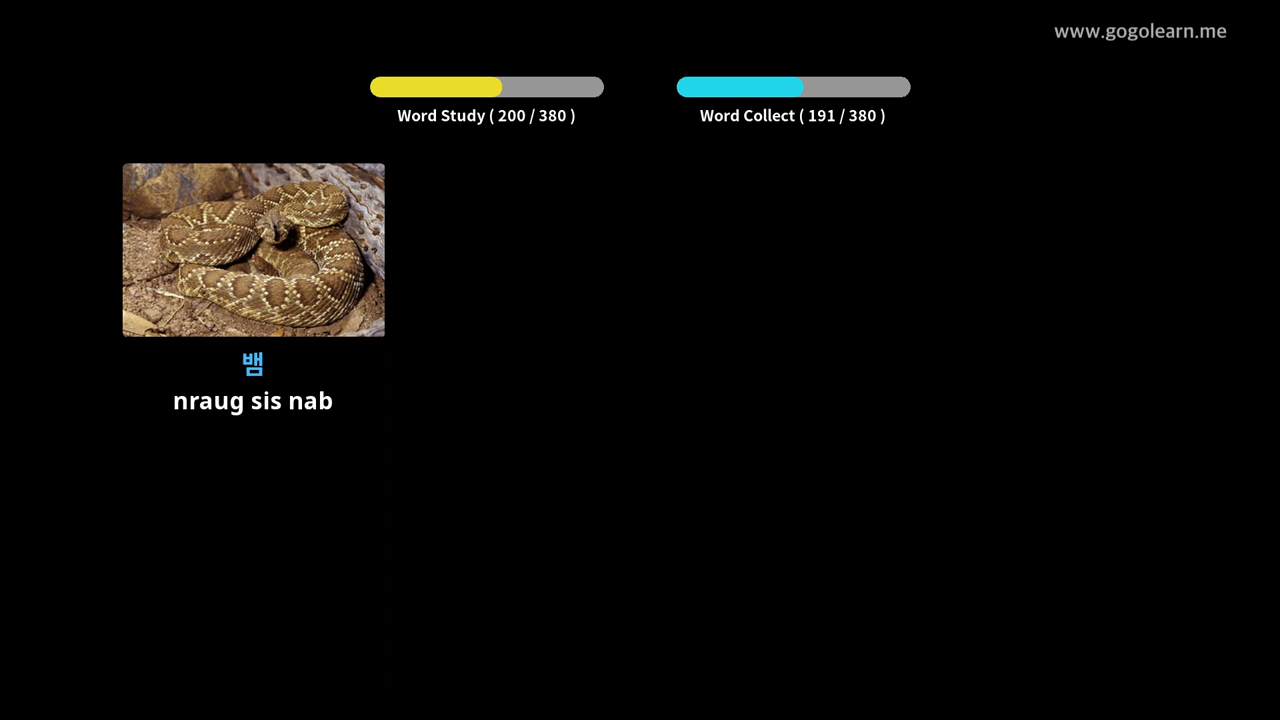 www.gogolearn.me
Word Study ( 200 / 380 )
Word Collect ( 191 / 380 )
뱀
nraug sis nab